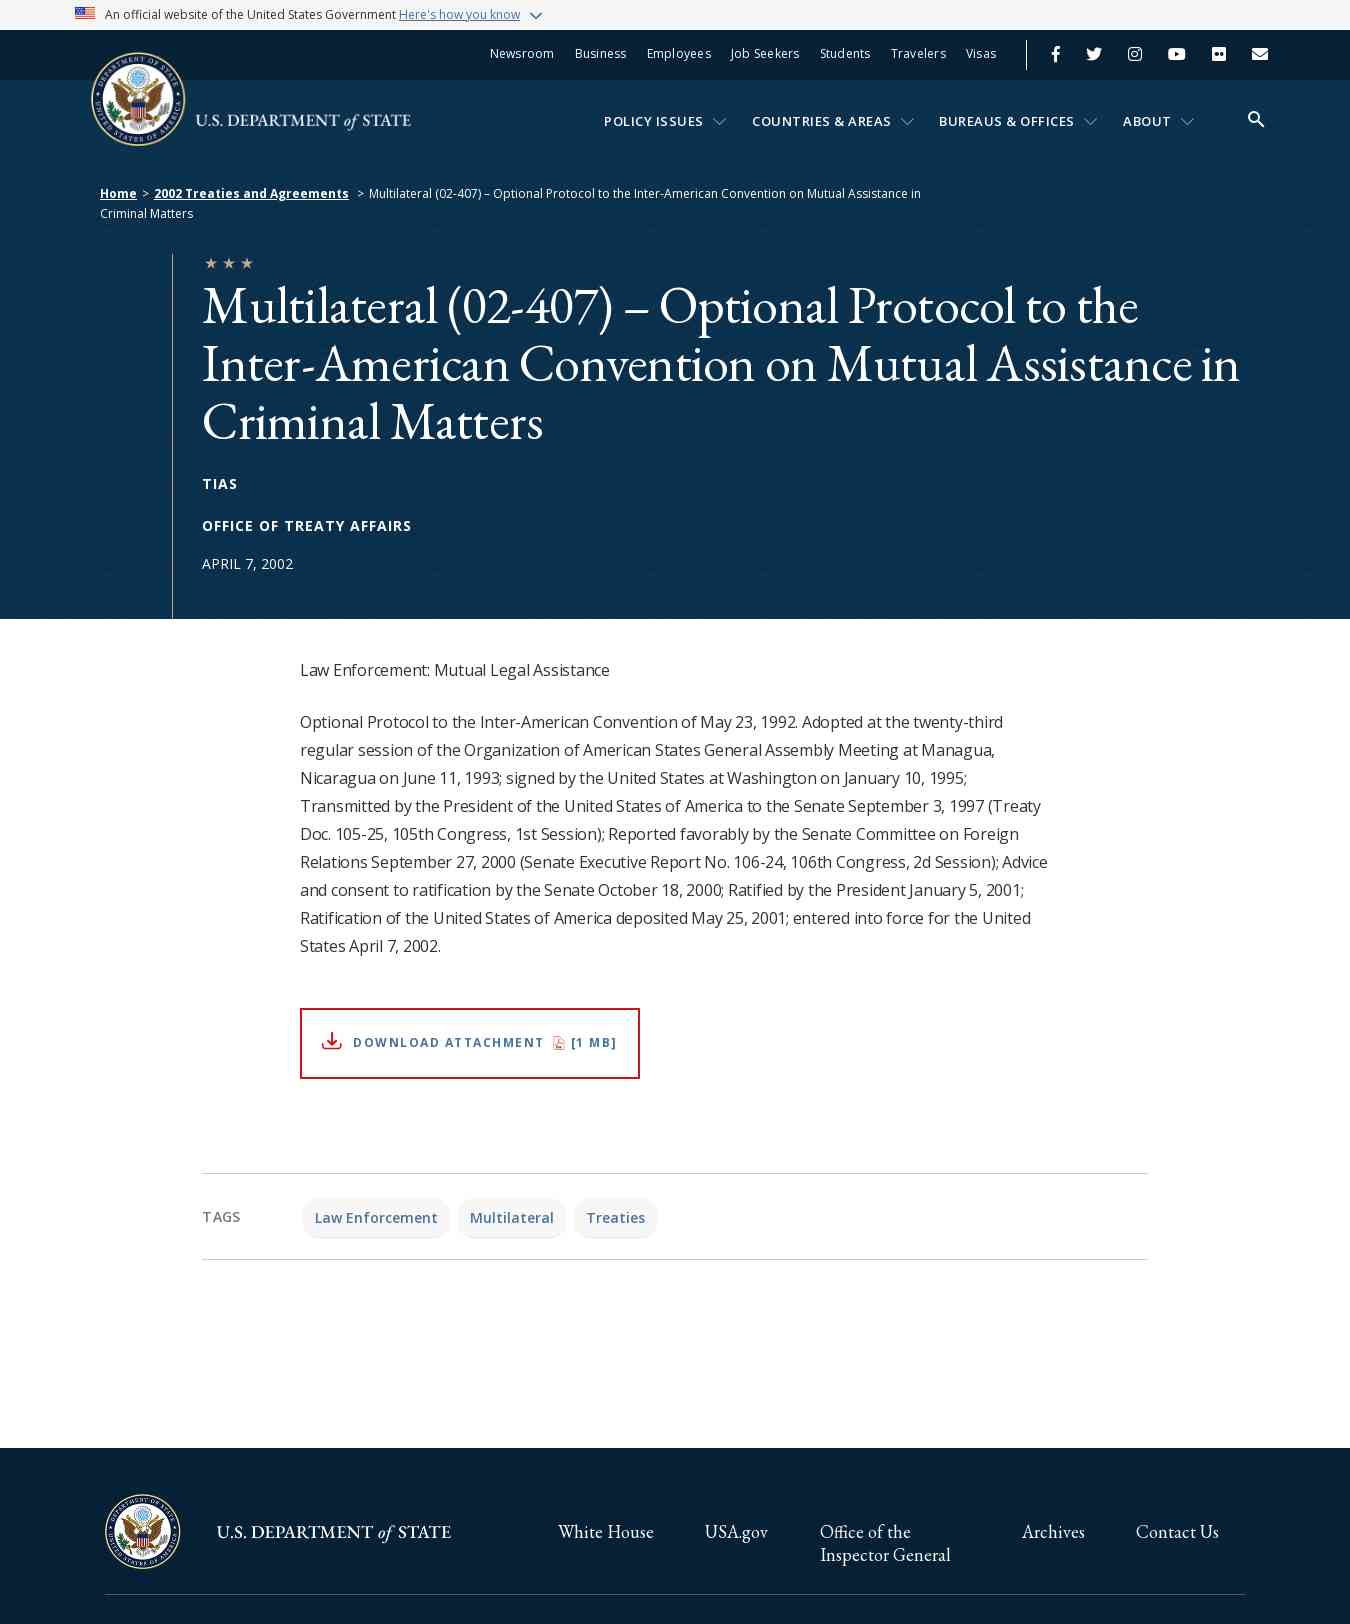 An official website of the United States Government Here's how you know
Newsroom Business Employees Job Seekers Students Travelers Visas
U.S. DEPARTMENT of STATE
POLICY ISSUES COUNTRIES & AREAS BUREAUS & OFFICES ABOUT
Home > 2002 Treaties and Agreements > Multilateral (02-407) – Optional Protocol to the Inter-American Convention on Mutual Assistance in
Criminal Matters
Multilateral (02-407) – Optional Protocol to the
Inter-American Convention on Mutual Assistance in
Criminal Matters
TIAS
OFFICE OF TREATY AFFAIRS
APRIL 7, 2002
Law Enforcement: Mutual Legal Assistance
Optional Protocol to the Inter-American Convention of May 23, 1992. Adopted at the twenty-third
regular session of the Organization of American States General Assembly Meeting at Managua,
Nicaragua on June 11, 1993; signed by the United States at Washington on January 10, 1995;
Transmitted by the President of the United States of America to the Senate September 3, 1997 (Treaty
Doc. 105-25, 105th Congress, 1st Session); Reported favorably by the Senate Committee on Foreign
Relations September 27, 2000 (Senate Executive Report No. 106-24, 106th Congress, 2d Session); Advice
and consent to ratification by the Senate October 18, 2000; Ratified by the President January 5, 2001;
Ratification of the United States of America deposited May 25, 2001; entered into force for the United
States April 7, 2002.
DOWNLOAD ATTACHMENT [1 MB]
TAGS Law Enforcement Multilateral Treaties
DEPARTMENT OF STATE
UNITED STATES OF AMERICA
U.S. DEPARTMENT of STATE White House USA.gov Office of the Archives Contact Us
Inspector General